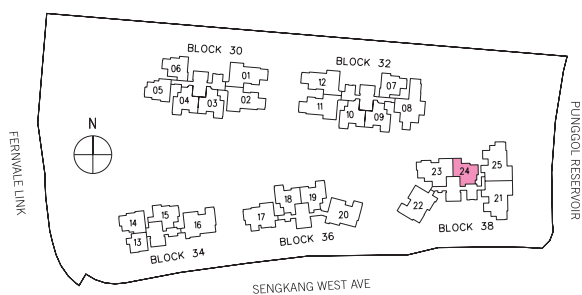 BLOCK 30
BLOCK 32
06
01
05
04
03
02
12
07
11
10
09
08
N
FERNVALE LINK
PUNGGOL RESERVOIR
23
24
25
22
21
BLOCK 38
14
15
16
13
BLOCK 34
18
19
17
20
BLOCK 36
SENGKANG WEST AVE